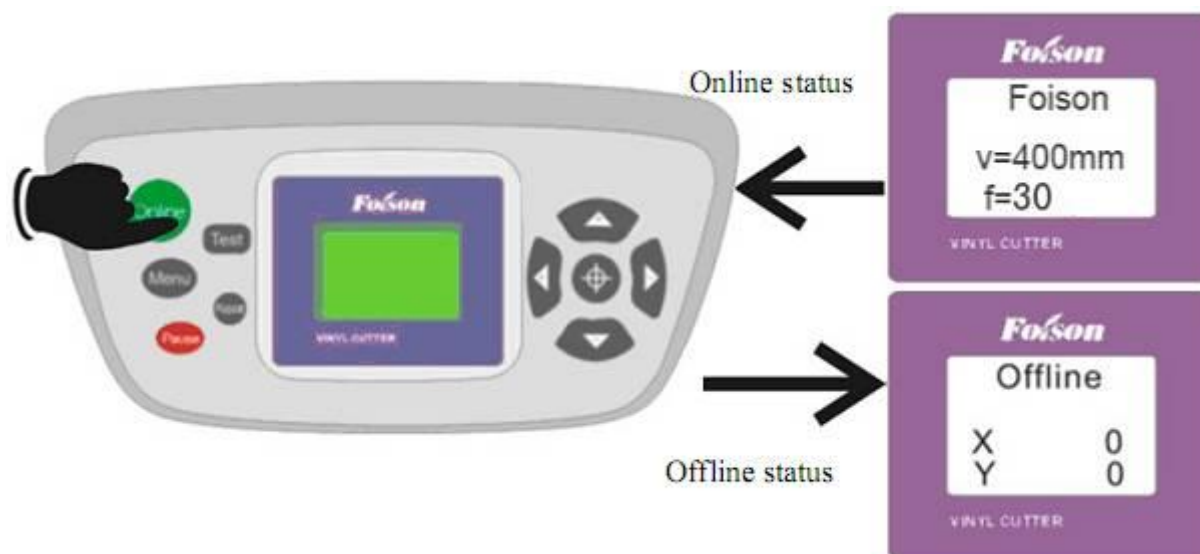 Online status
Foison
Foison
v=400mm
f=30
VINYL CUTTER
Online
Test
Menu
Reset
Pause
Foison
VINYL CUTTER
Offline status
Foison
Offline
X 0
Y 0
VINYL CUTTER